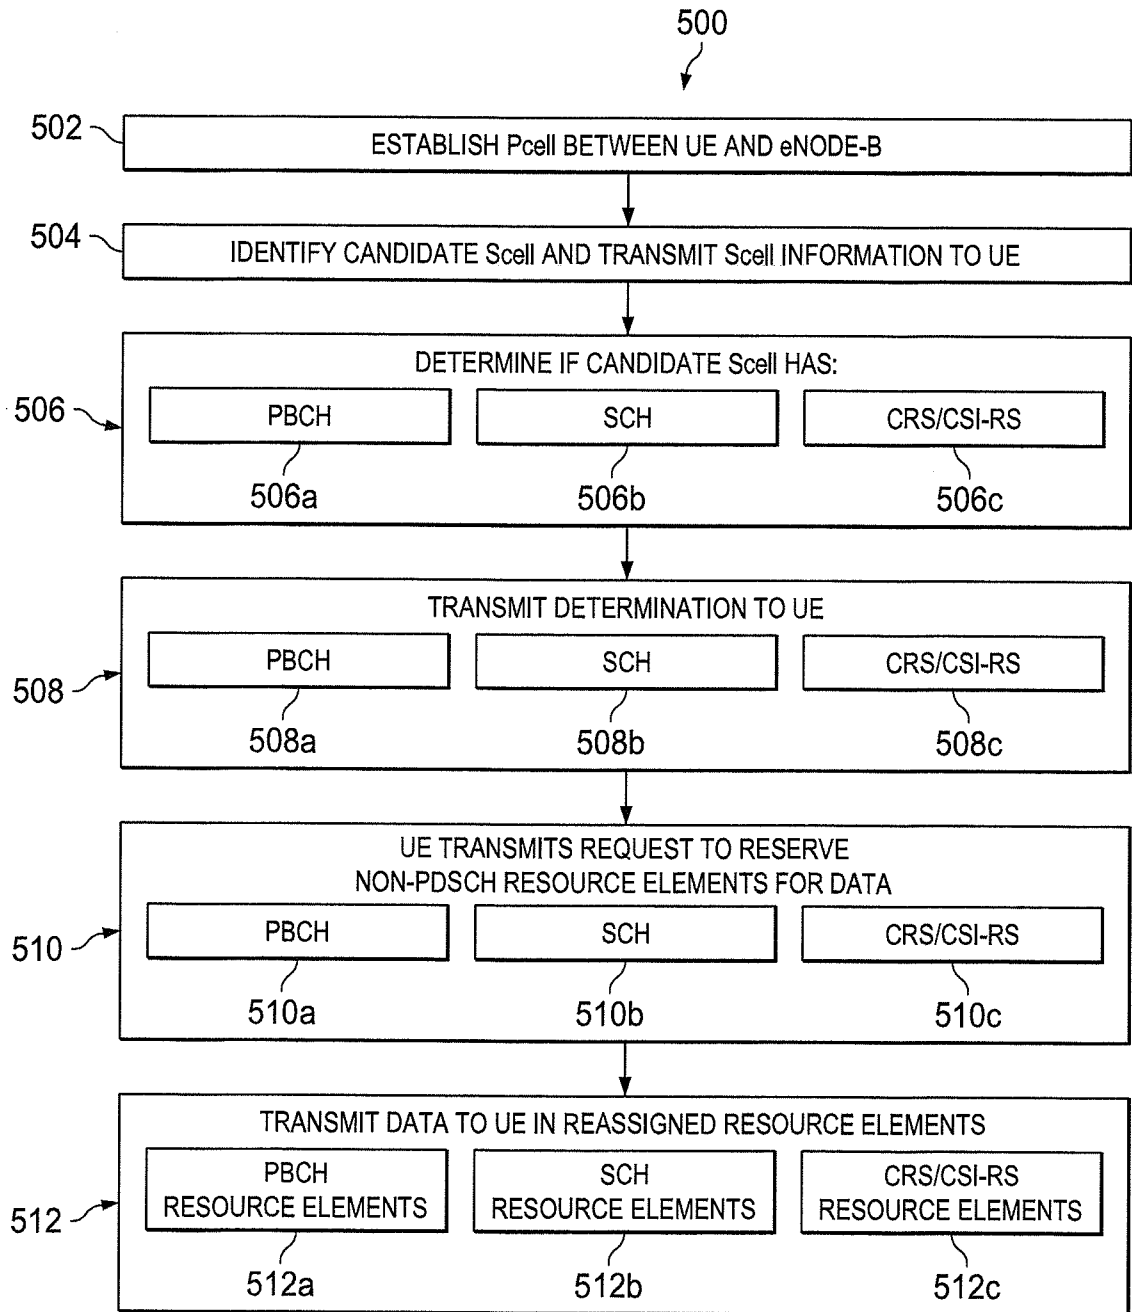 500
502
ESTABLISH Pcell BETWEEN UE AND eNODE-B
504
IDENTIFY CANDIDATE Scell AND TRANSMIT Scell INFORMATION TO UE
506
DETERMINE IF CANDIDATE Scell HAS:
PBCH
SCH
CRS/CSI-RS
506a
506b
506c
508
TRANSMIT DETERMINATION TO UE
PBCH
SCH
CRS/CSI-RS
508a
508b
508c
510
UE TRANSMITS REQUEST TO RESERVE
NON-PDSCH RESOURCE ELEMENTS FOR DATA
PBCH
SCH
CRS/CSI-RS
510a
510b
510c
512
TRANSMIT DATA TO UE IN REASSIGNED RESOURCE ELEMENTS
PBCH
RESOURCE ELEMENTS
SCH
RESOURCE ELEMENTS
CRS/CSI-RS
RESOURCE ELEMENTS
512a
512b
512c